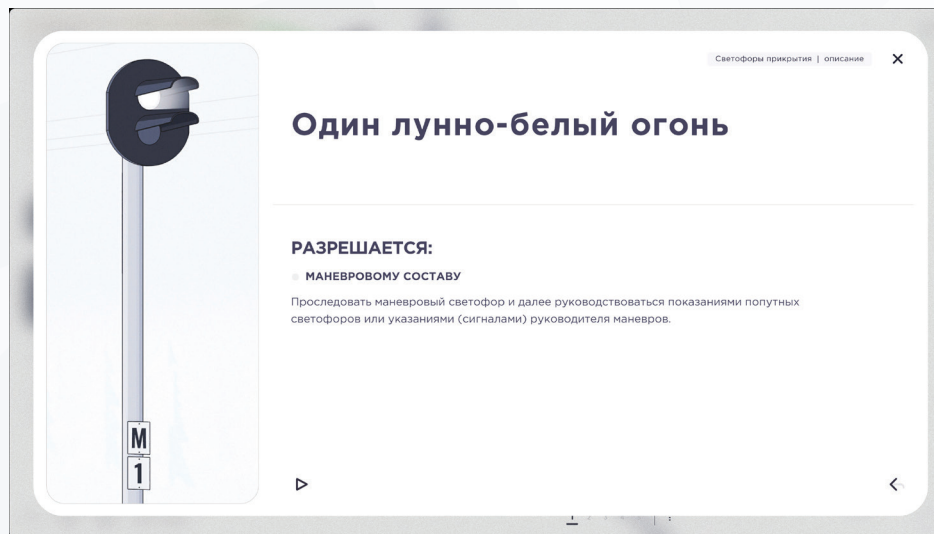 Светофоры прикрытия | описание
Один лунно-белый огонь
РАЗРЕШАЕТСЯ:
МАНЕВРОВОМУ СОСТАВУ
Проследовать маневровый светофор и далее руководствоваться показаниями попутных
светофоров или указаниями (сигналами) руководителя маневров.
М
1